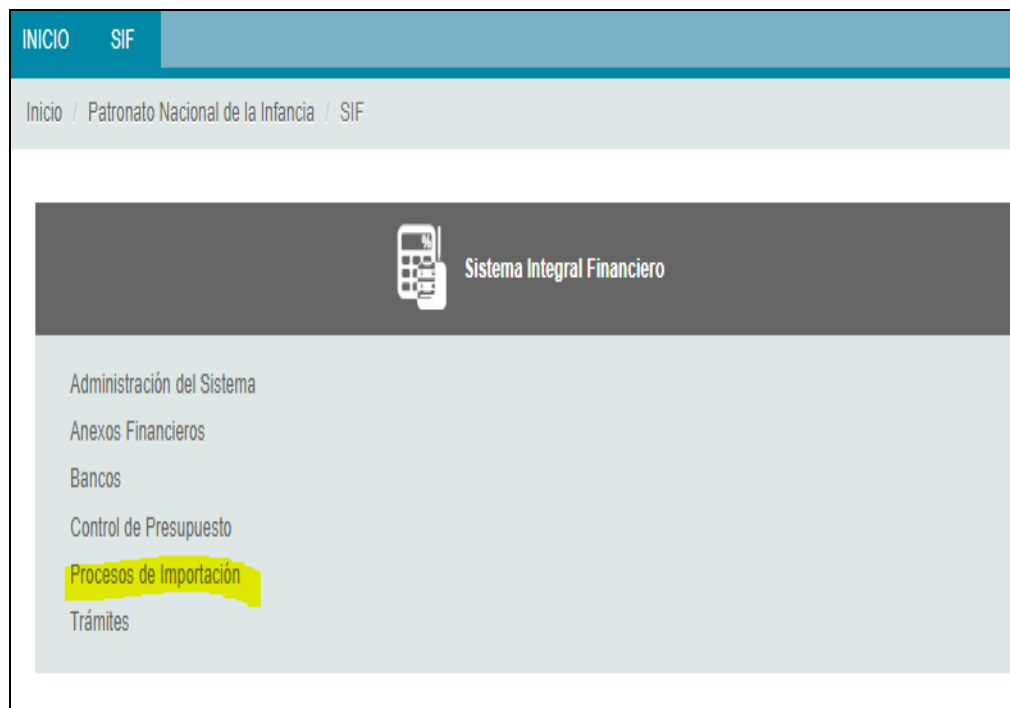 INICIO SIF
Inicio / Patronato Nacional de la Infancia / SIF
% Sistema Integral Financiero
Administración del Sistema
Anexos Financieros
Bancos
Control de Presupuesto
Procesos de Importación
Trámites